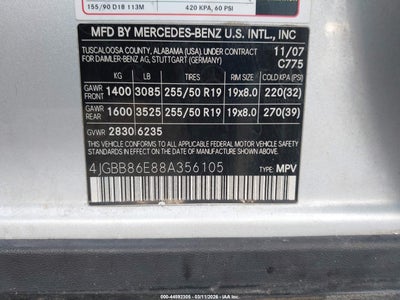 155/90 D18 113M 420 KPA, 60 PSI
MFD BY MERCEDES-BENZ U.S. INTL., INC
TUSCALOOSA COUNTY, ALABAMA (USA), UNDER CONTRACT 11/07
FOR DAIMLER-BENZ AG, STUTTGART (GERMANY) C775
KG LB TIRES RIM SIZE COLD KPA (PSI)
GAWR FRONT 1400 3085 255/50 R19 19x8.0 220(32)
GAWR REAR 1600 3525 255/50 R19 19x8.0 270(39)
GVWR 2830 6235
THIS VEHICLE CONFORMS TO ALL APPLICABLE FEDERAL MOTOR VEHICLE SAFETY
STANDARDS IN EFFECT ON THE DATE OF MANUFACTURE SHOWN ABOVE.
4JGBB86E88A356105 TYPE: MPV
000-44592305 - 03/11/2026 -